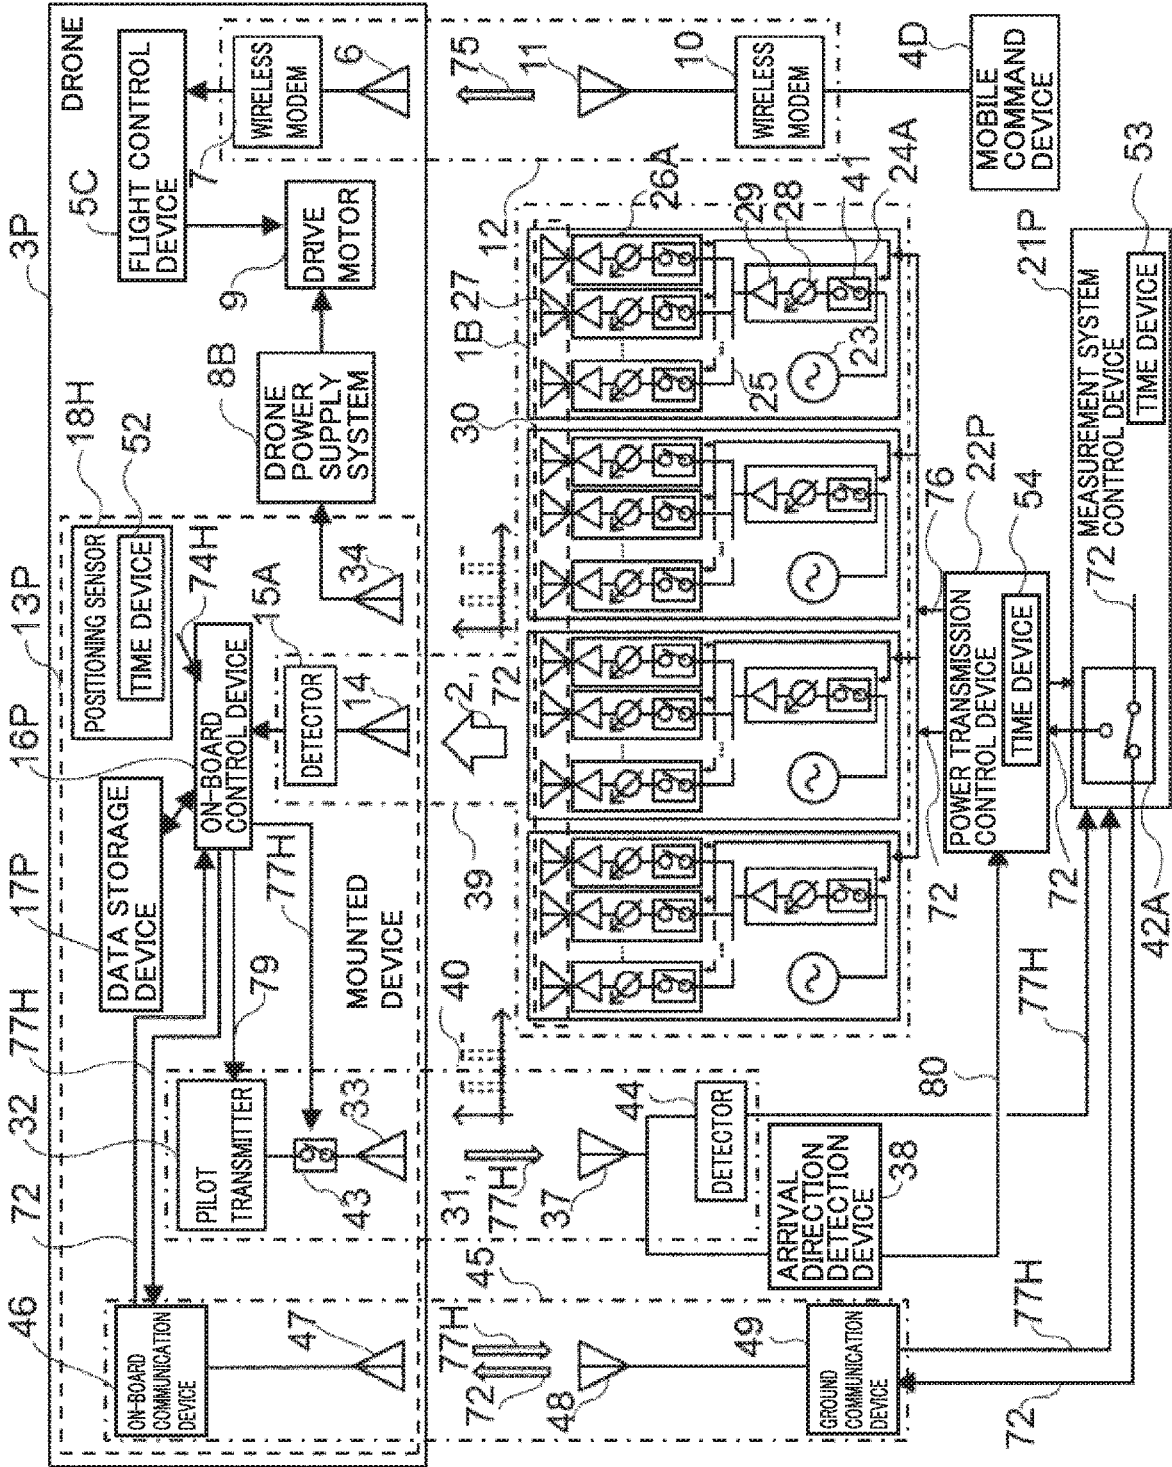 3P
DRONE
5C
FLIGHT CONTROL
DEVICE
7
WIRELESS
MODEM
6
9
DRIVE
MOTOR
8B
DRONE
POWER
SUPPLY
SYSTEM
18H
52
POSITIONING SENSOR
TIME DEVICE
13P
74H
16P
ON-BOARD
CONTROL DEVICE
15A
DETECTOR
14
34
17P
DATA STORAGE
DEVICE
77H
79
77H
MOUNTED
DEVICE
32
PILOT
TRANSMITTER
43
33
72
46
ON-BOARD
COMMUNICATION
DEVICE
47
75
11
10
WIRELESS
MODEM
4D
MOBILE
COMMAND
DEVICE
12
26A
27
1B
30
29
28
41
24A
25
23
2,
72
39
40
31,
77H
37
44
DETECTOR
ARRIVAL
DIRECTION
DETECTION
DEVICE
38
80
45
77H
72
48
49
GROUND
COMMUNICATION
DEVICE
72
77H
77H
76
22P
54
POWER TRANSMISSION
CONTROL DEVICE
TIME DEVICE
72
72
21P
53
MEASUREMENT SYSTEM
CONTROL DEVICE
TIME DEVICE
72
42A